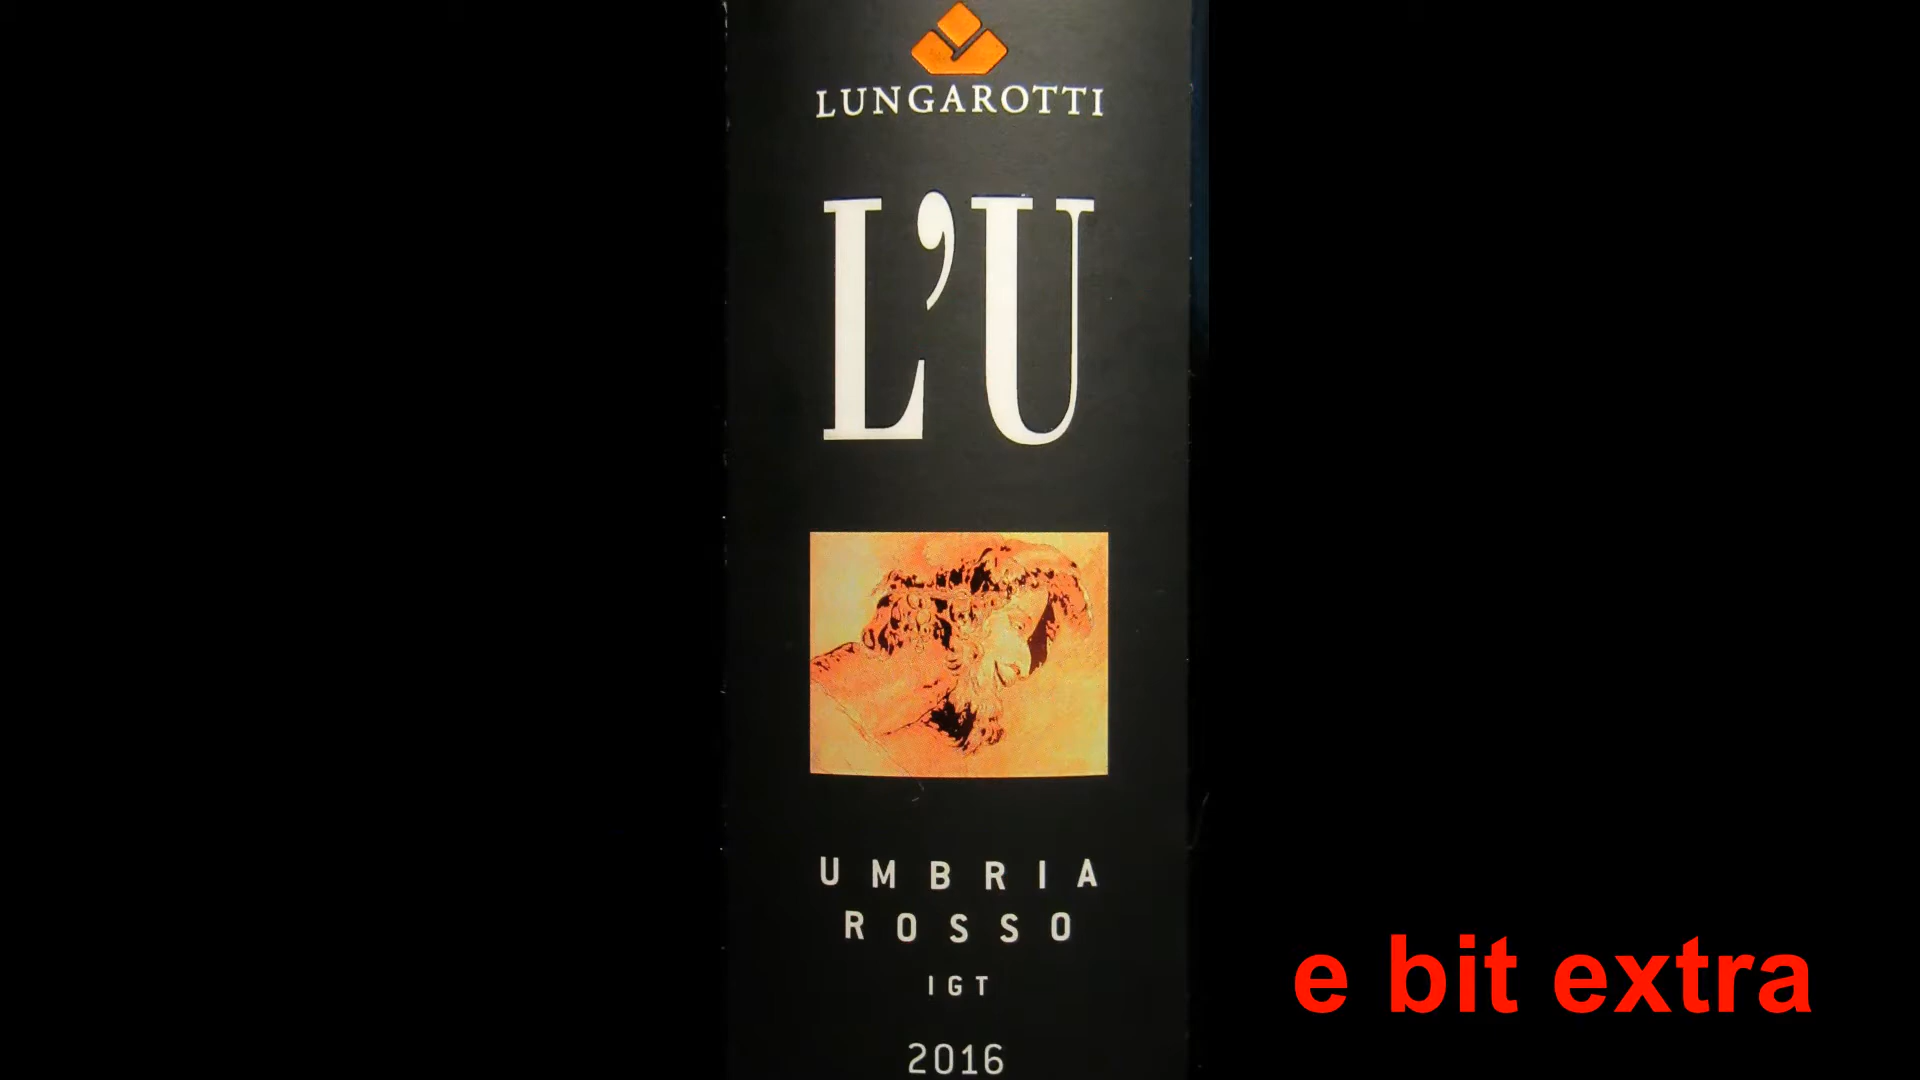 LUNGAROTTI
L'U
UMBRIA
ROSSO
IGT
2016
e bit extra